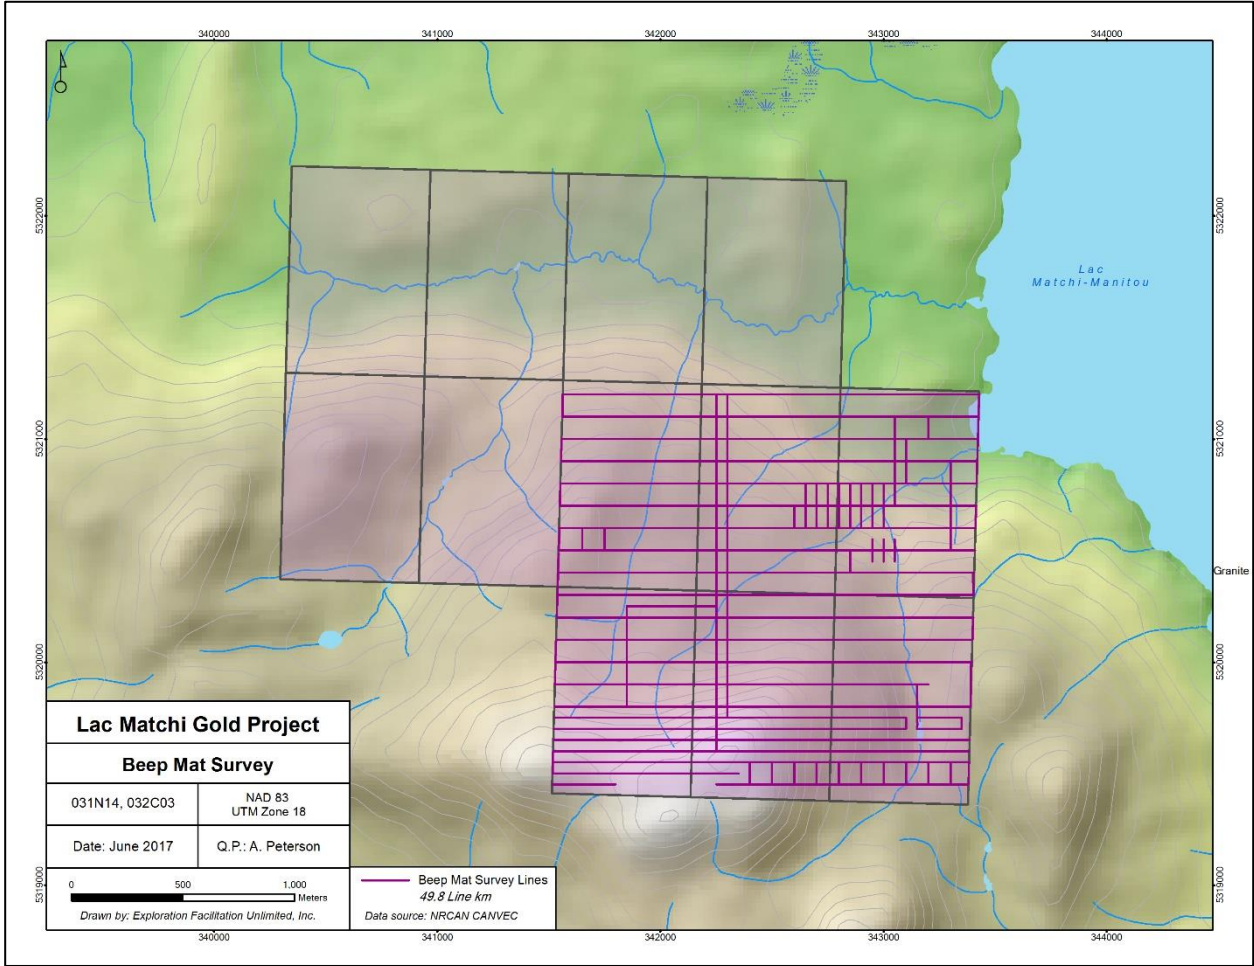 340000 341000 342000 343000 344000
5322000 5322000
Lac
Matchi-Manitou
5321000 5321000
Granite
5320000 5320000
Lac Matchi Gold Project
Beep Mat Survey
031N14, 032C03
NAD 83
UTM Zone 18
Date: June 2017
Q.P.: A. Peterson
0 500 1,000
Meters
Drawn by: Exploration Facilitation Unlimited, Inc.
Beep Mat Survey Lines
49.8 Line km
Data source: NRCAN CANVEC
5319000 5319000
340000 341000 342000 343000 344000